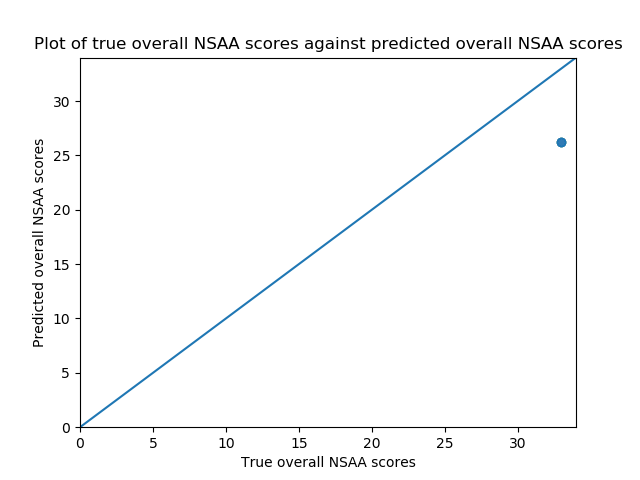 Plot of true overall NSAA scores against predicted overall NSAA scores
30
25
20
15
10
5
0
Predicted overall NSAA scores
0 5 10 15 20 25 30
True overall NSAA scores